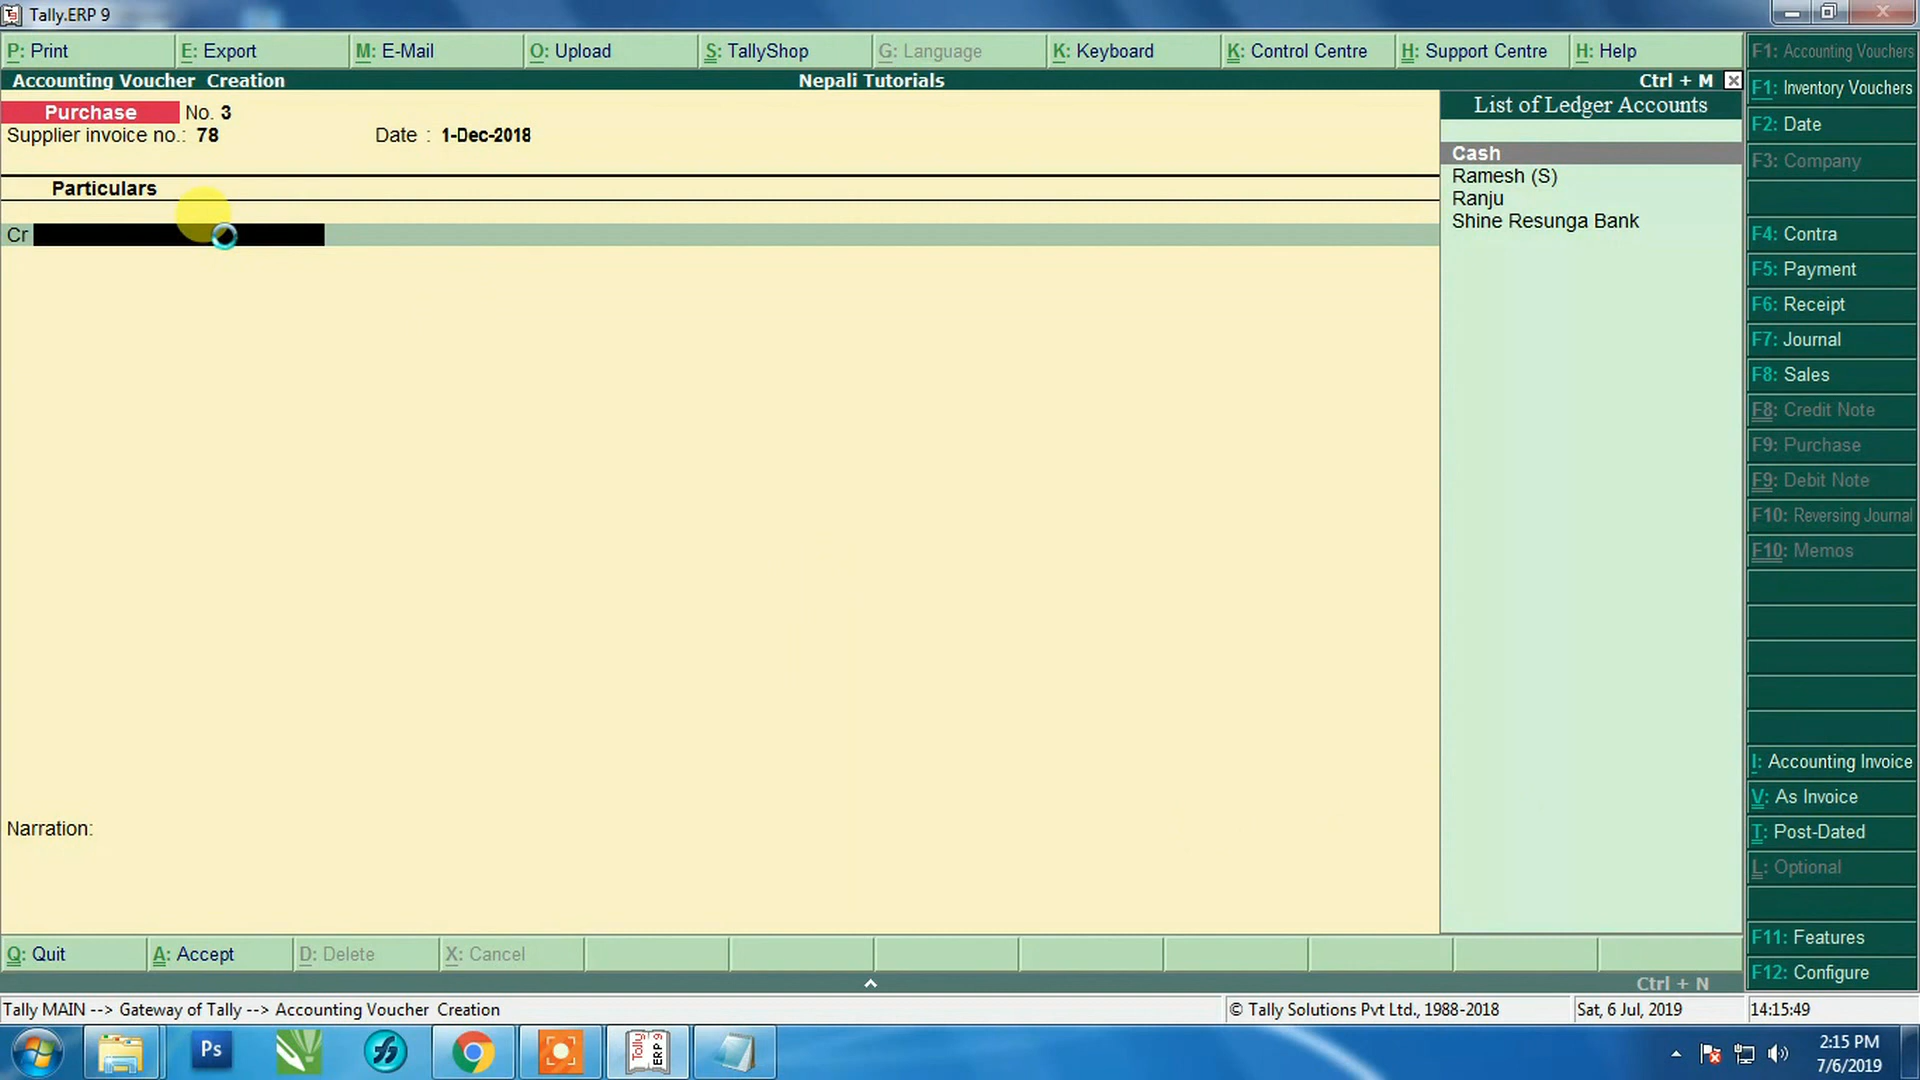 Tally.ERP 9
P: Print
E: Export
M: E-Mail
O: Upload
S: TallyShop
G: Language
K: Keyboard
K: Control Centre
H: Support Centre
H: Help
Accounting Voucher Creation
Nepali Tutorials
Ctrl + M
Purchase No. 3
Supplier invoice no.: 78
Date : 1-Dec-2018
Particulars
Cr
Narration:
List of Ledger Accounts
Cash
Ramesh (S)
Ranju
Shine Resunga Bank
F1: Accounting Vouchers
F1: Inventory Vouchers
F2: Date
F3: Company
F4: Contra
F5: Payment
F6: Receipt
F7: Journal
F8: Sales
F8: Credit Note
F9: Purchase
F9: Debit Note
F10: Reversing Journal
F10: Memos
I: Accounting Invoice
V: As Invoice
T: Post-Dated
L: Optional
F11: Features
F12: Configure
Q: Quit
A: Accept
D: Delete
X: Cancel
Ctrl + N
Tally MAIN --> Gateway of Tally --> Accounting Voucher Creation
© Tally Solutions Pvt Ltd., 1988-2018
Sat, 6 Jul, 2019
14:15:49
Ps
Tally
ERP 9
2:15 PM
7/6/2019